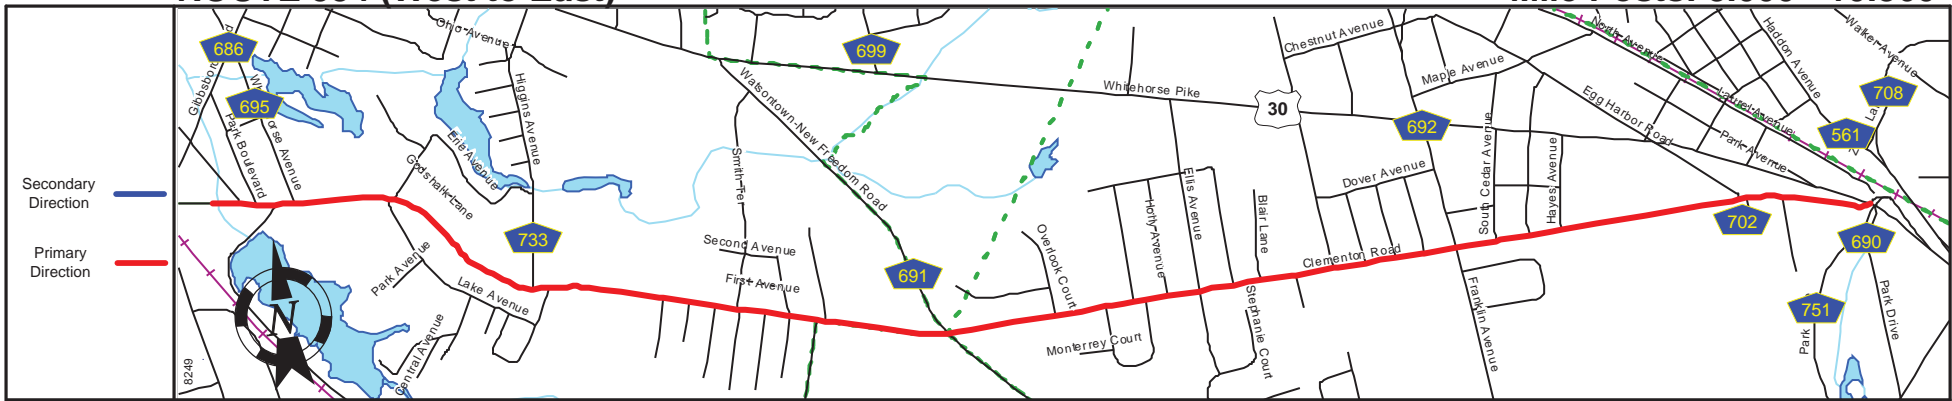 Secondary
Direction
Primary
Direction
686
695
Gibbsboro
Park Boulevard
Ohio Avenue
Higgins Avenue
Erie Avenue
Godshalk Lane
733
Park Avenue
Lake Avenue
Central Avenue
N
8249
699
Watsontown-New Freedom Road
Smith Ter
Second Avenue
First Avenue
691
Whitehorse Pike
30
Overlook Court
Holly Avenue
Ellis Avenue
Blair Lane
Monterrey Court
Stephanie Court
Clementon Road
Chestnut Avenue
Maple Avenue
692
Dover Avenue
South Cedar Avenue
Hayes Avenue
Franklin Avenue
Egg Harbor Road
North Avenue
Laurel Avenue
Park Avenue
Haddon Avenue
Walker Avenue
708
561
702
690
751
Park
Park Drive